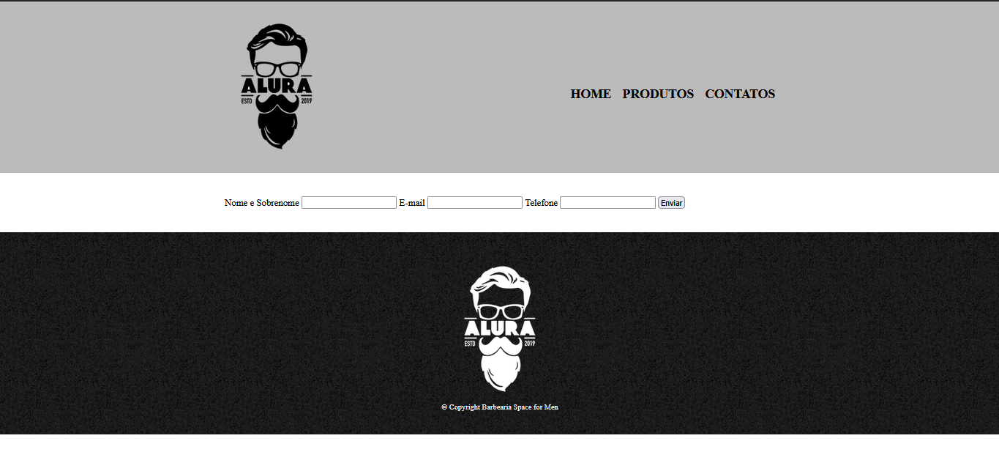 ALURA
ESTD 2019
HOME PRODUTOS CONTATOS
Nome e Sobrenome E-mail Telefone Enviar
ALURA
ESTD 2019
© Copyright Barbearia Space for Men